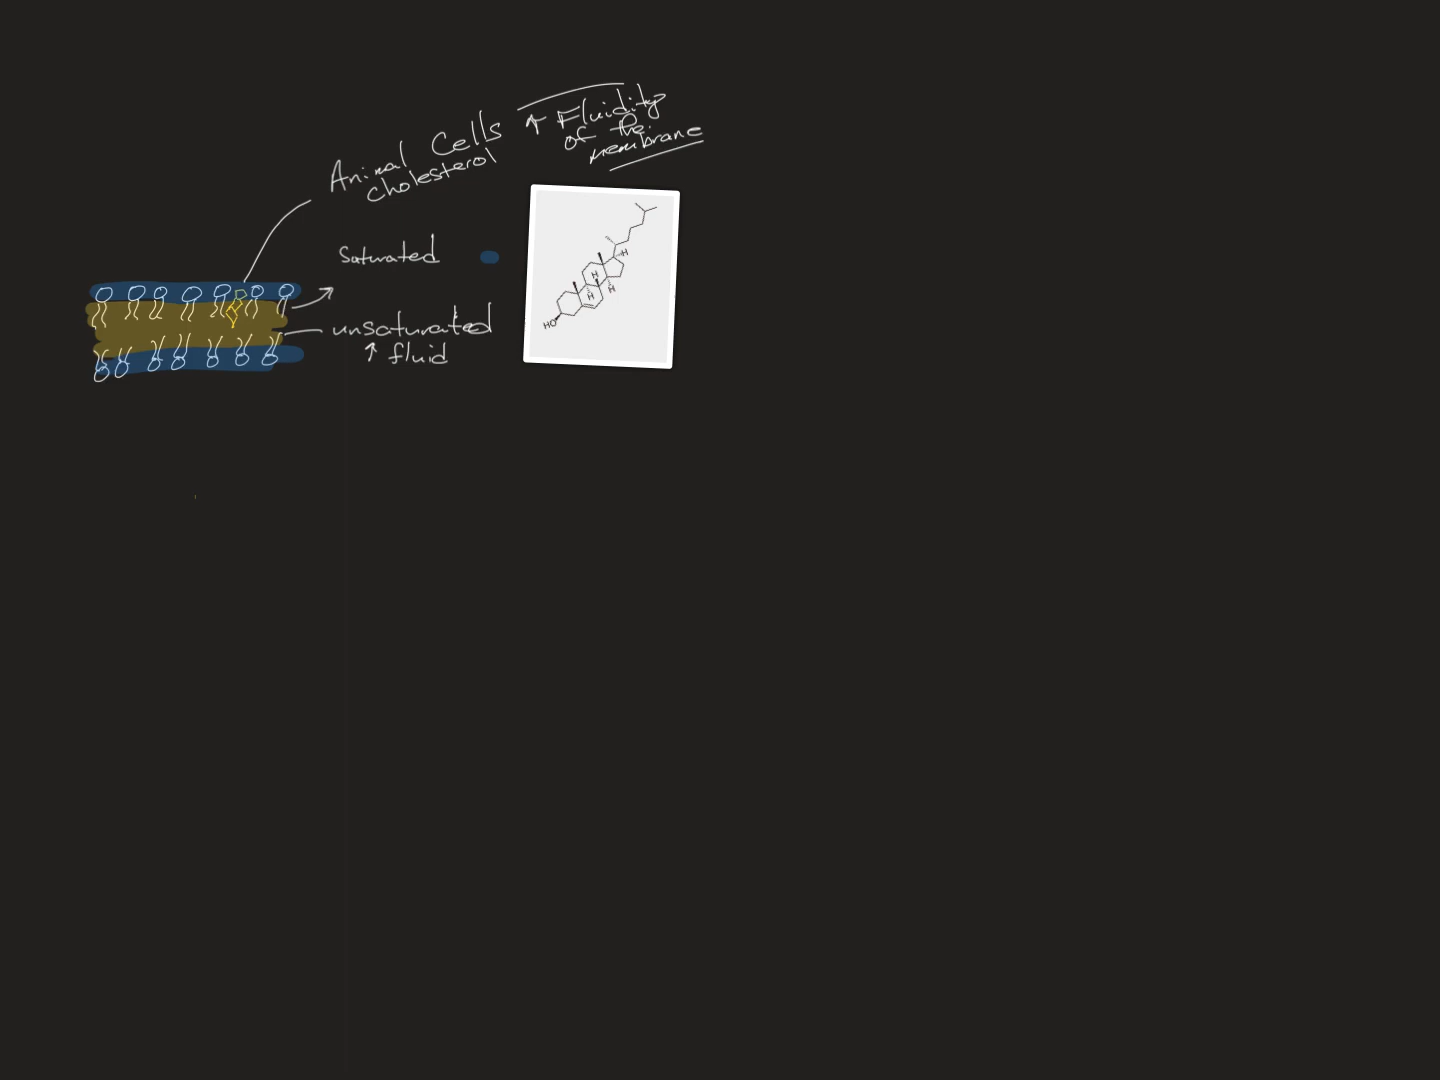 ↑ Fluidity
of the
membrane
Animal Cells
cholesterol
Saturated
unsaturated
↑ fluid
H
H
H
H
HO